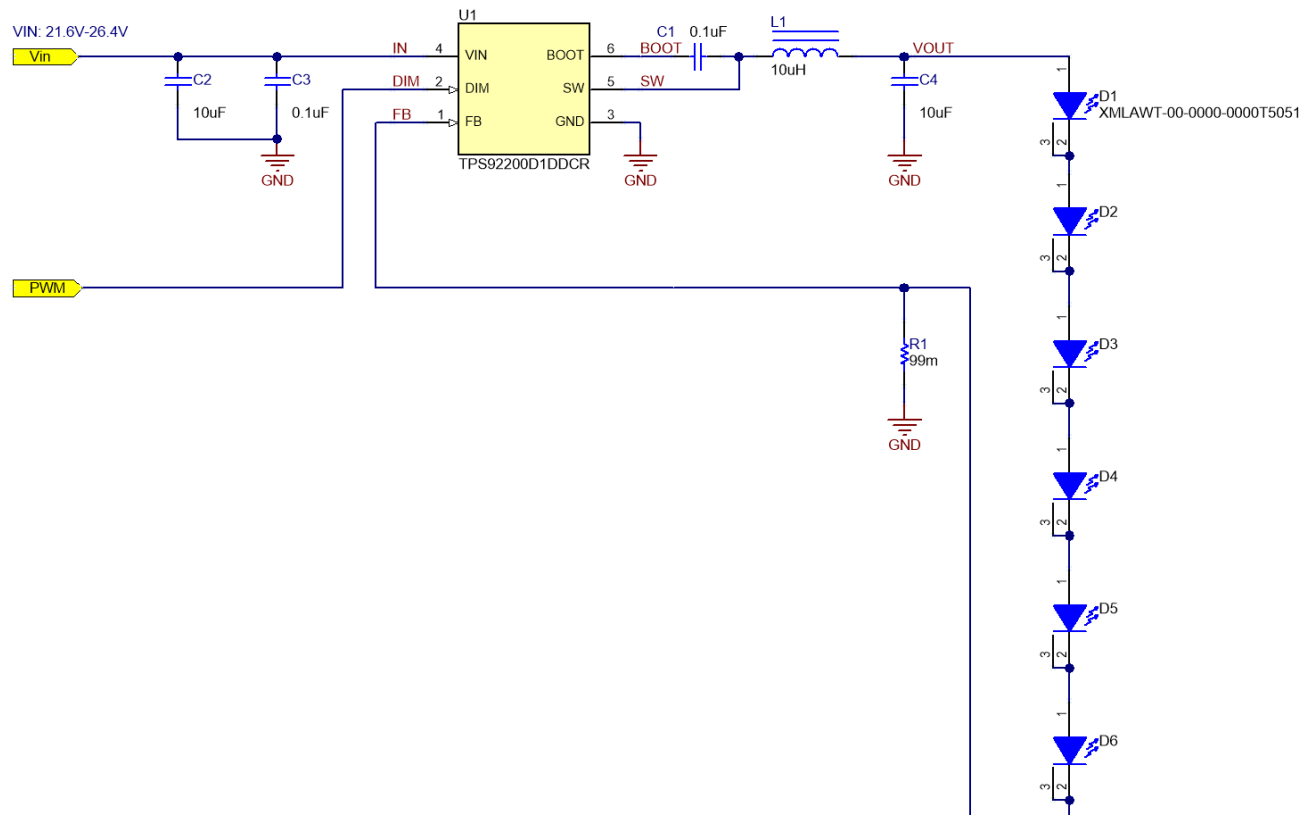 VIN: 21.6V-26.4V
Vin
IN
4
VIN
DIM
2
DIM
FB
1
FB
U1
BOOT
6
BOOT
SW
5
SW
GND
3
TPS92200D1DDCR
C1
0.1uF
L1
10uH
VOUT
C2
10uF
C3
0.1uF
GND
GND
C4
10uF
GND
1
D1
XMLAWT-00-0000-0000T5051
3
2
1
D2
3
2
PWM
1
D3
3
2
R1
99m
GND
1
D4
3
2
1
D5
3
2
1
D6
3
2